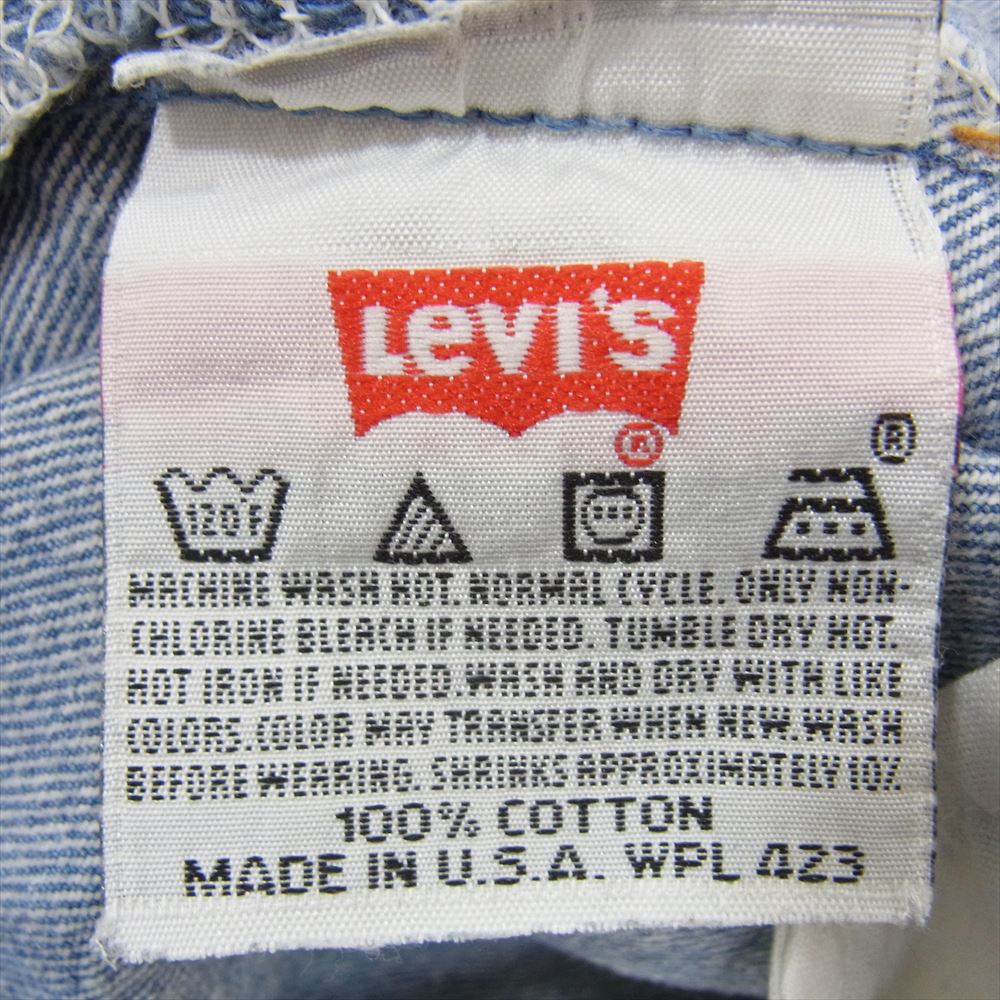 Levi's
®
®
120F
MACHINE WASH HOT. NORMAL CYCLE. ONLY NON-
CHLORINE BLEACH IF NEEDED. TUMBLE DRY HOT.
HOT IRON IF NEEDED. WASH AND DRY WITH LIKE
COLORS. COLOR MAY TRANSFER WHEN NEW. WASH
BEFORE WEARING. SHRINKS APPROXIMATELY 10%
100% COTTON
MADE IN U.S.A. WPL 423